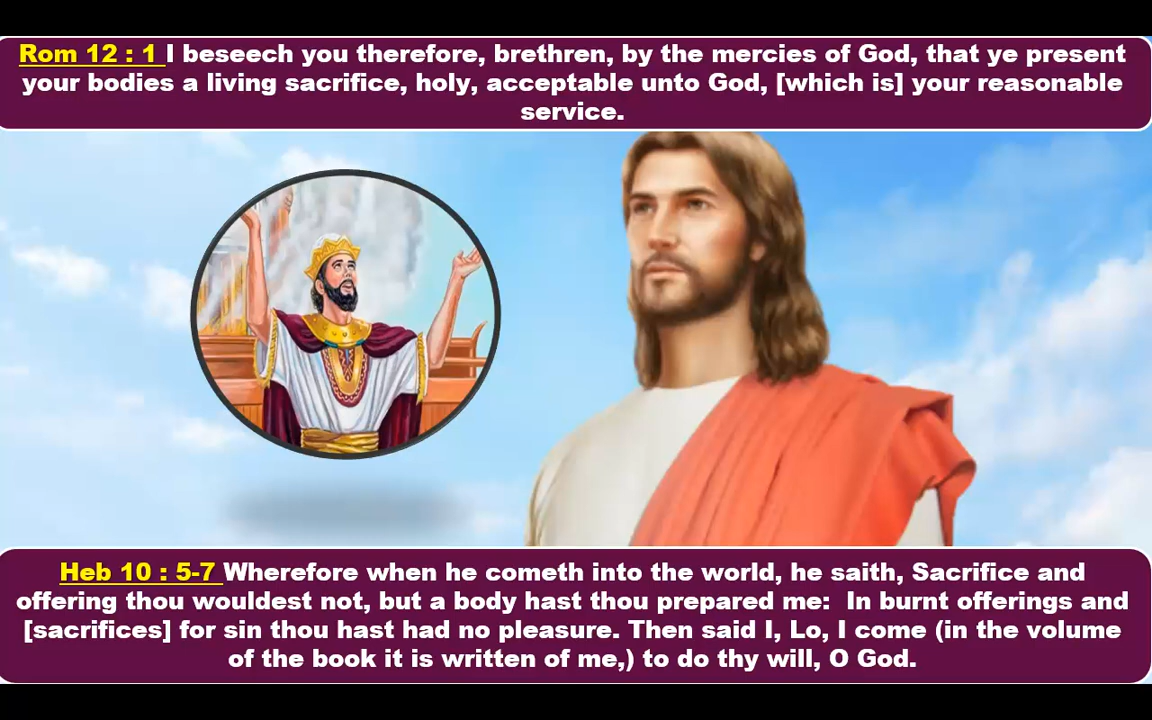 Rom 12 : 1 I beseech you therefore, brethren, by the mercies of God, that ye present
your bodies a living sacrifice, holy, acceptable unto God, [which is] your reasonable
service.
Heb 10 : 5-7 Wherefore when he cometh into the world, he saith, Sacrifice and
offering thou wouldest not, but a body hast thou prepared me:  In burnt offerings and
[sacrifices] for sin thou hast had no pleasure. Then said I, Lo, I come (in the volume
of the book it is written of me,) to do thy will, O God.